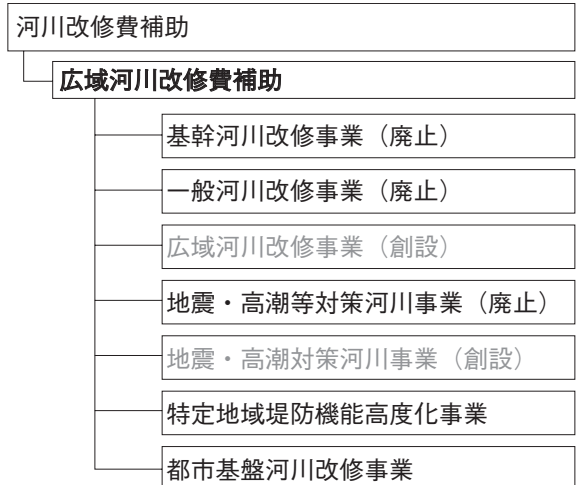 河川改修費補助
広域河川改修費補助
基幹河川改修事業（廃止）
一般河川改修事業（廃止）
広域河川改修事業（創設）
地震・高潮等対策河川事業（廃止）
地震・高潮対策河川事業（創設）
特定地域堤防機能高度化事業
都市基盤河川改修事業